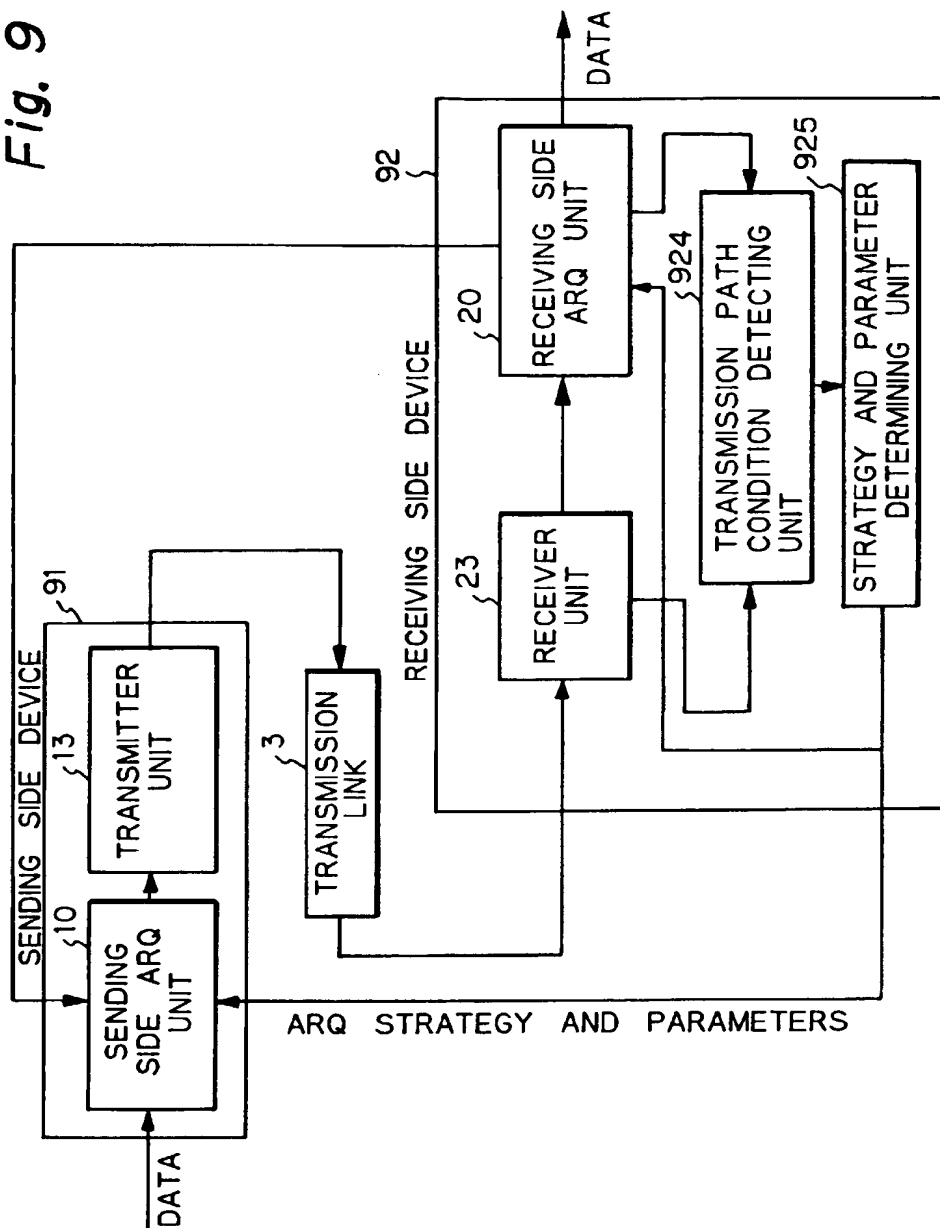 Fig. 9
SENDING SIDE DEVICE
91
DATA
10
SENDING
SIDE ARQ
UNIT
13
TRANSMITTER
UNIT
3
TRANSMISSION
LINK
ARQ STRATEGY AND PARAMETERS
RECEIVING SIDE DEVICE
92
23
RECEIVER
UNIT
20
RECEIVING SIDE
ARQ UNIT
DATA
924
TRANSMISSION PATH
CONDITION DETECTING
UNIT
925
STRATEGY AND PARAMETER
DETERMINING UNIT